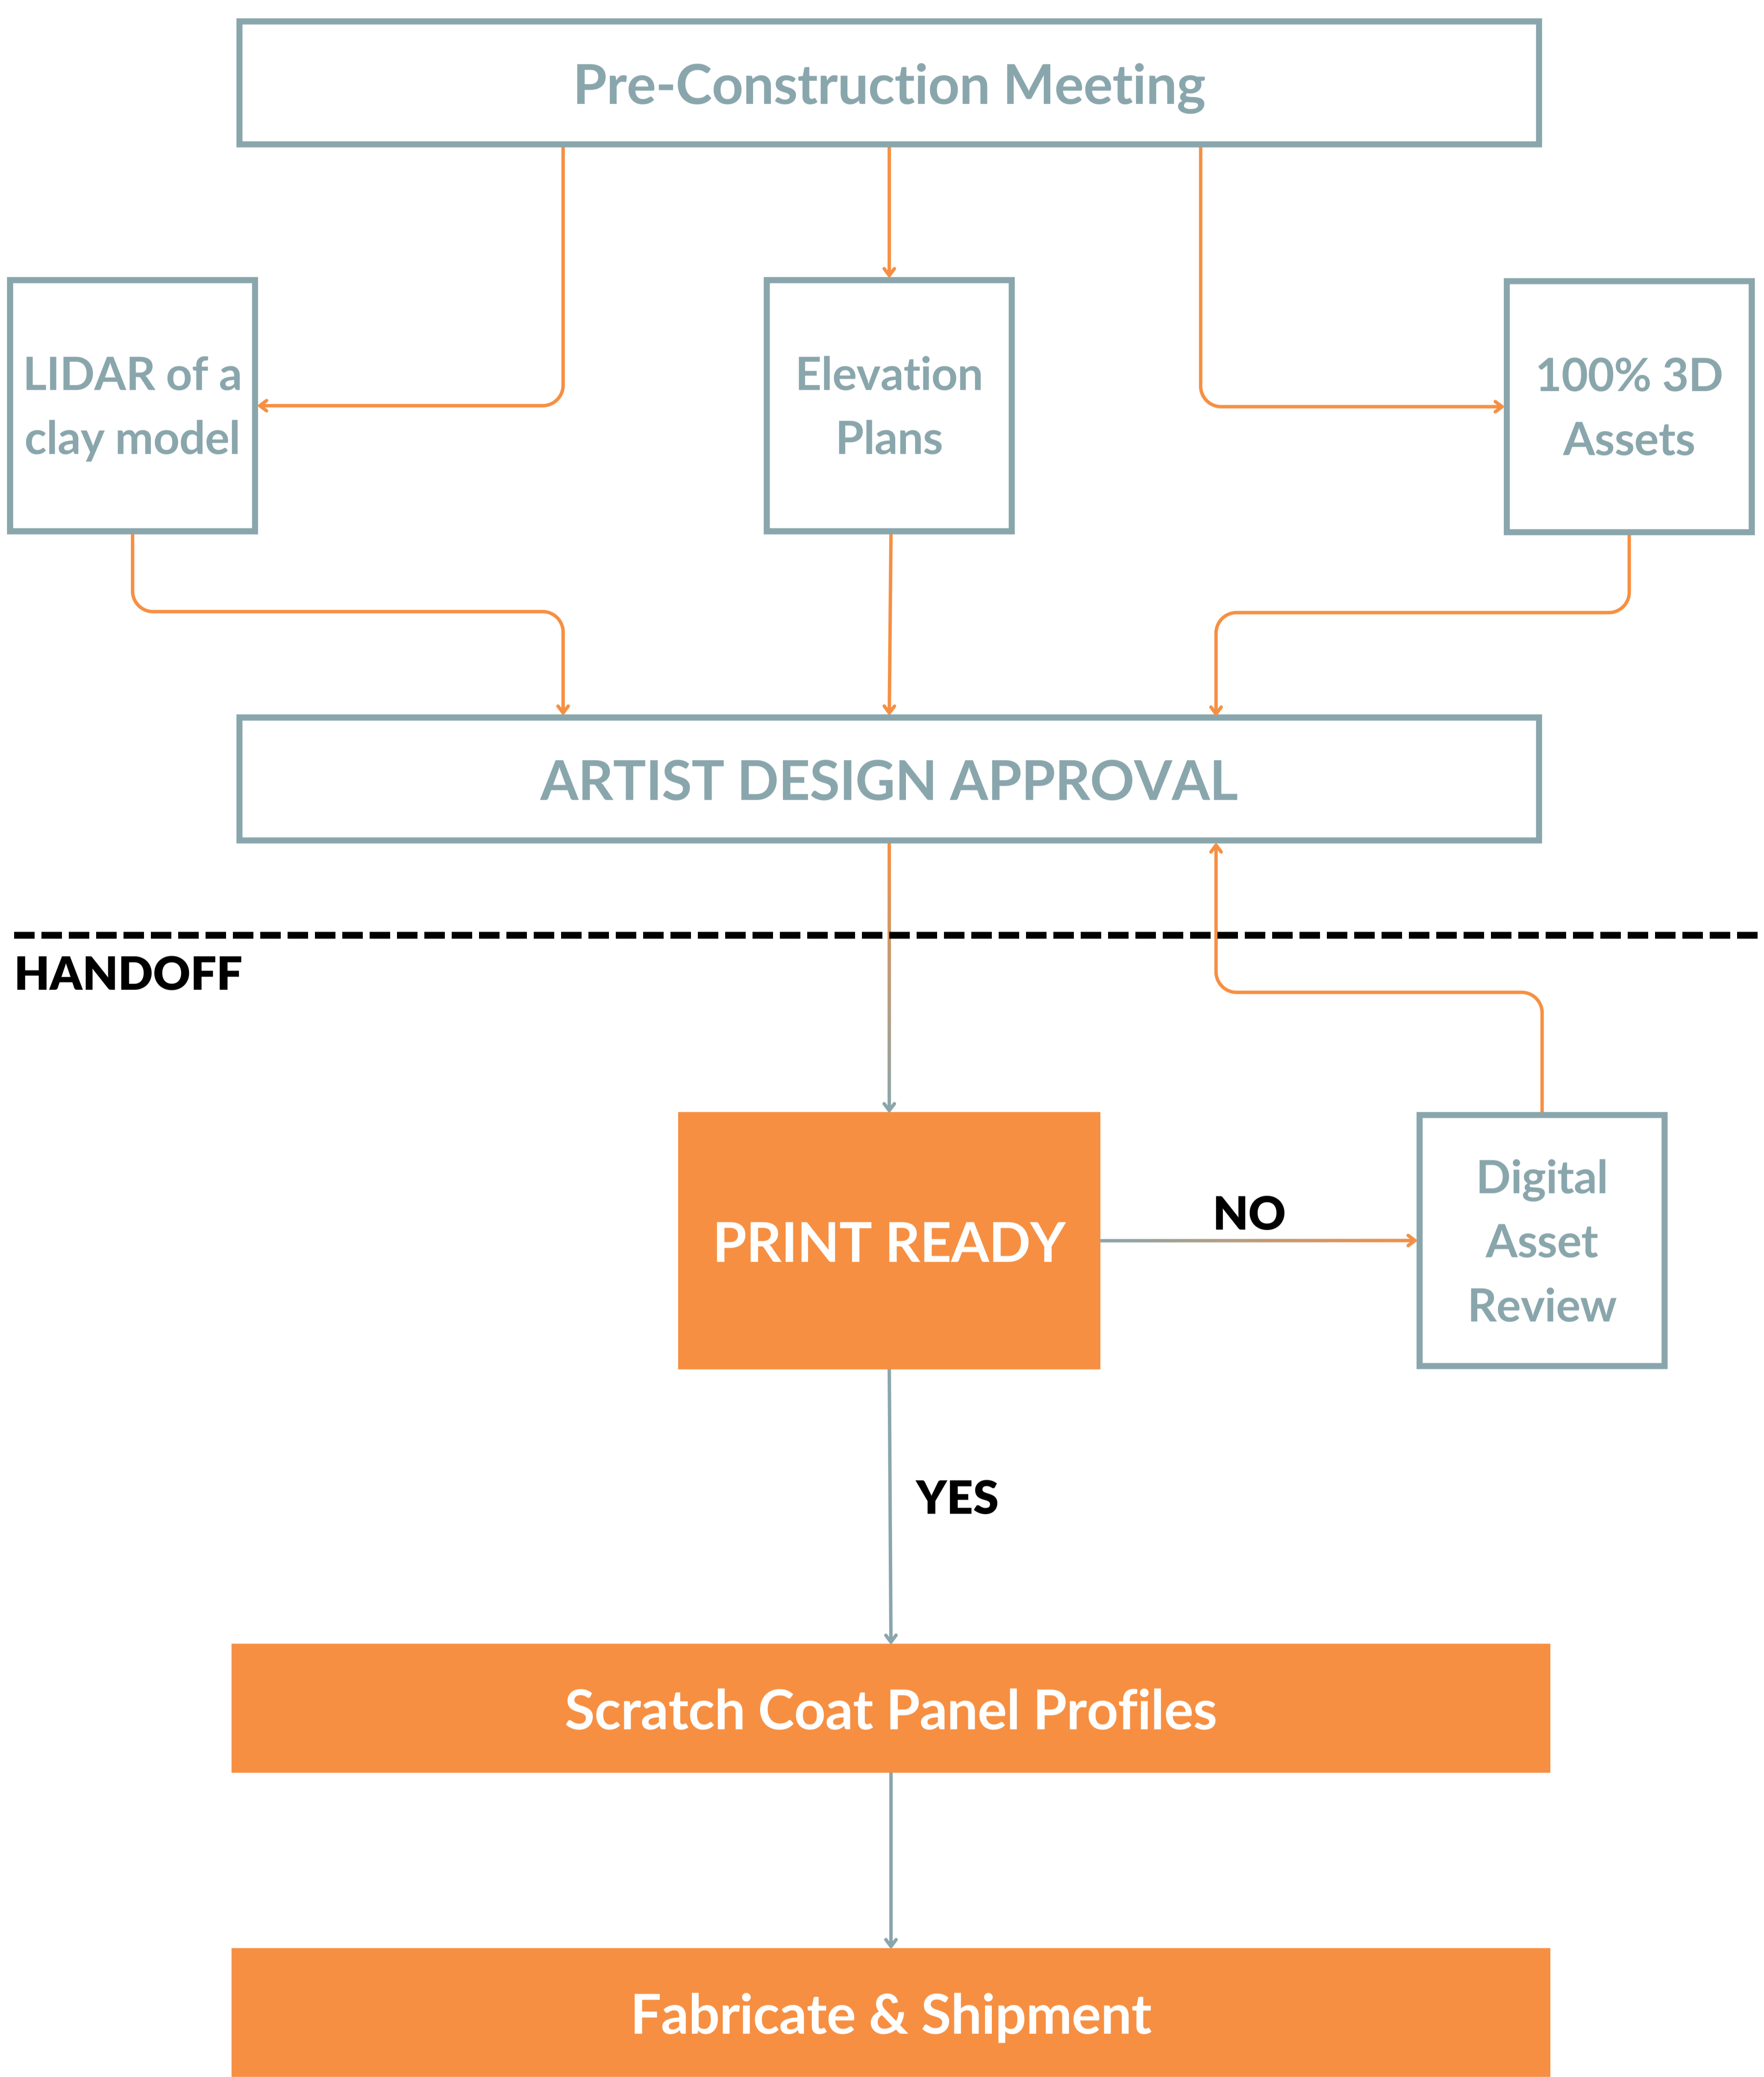 Pre-Construction Meeting
LIDAR of a
clay model
Elevation
Plans
100% 3D
Assets
ARTIST DESIGN APPROVAL
HANDOFF
PRINT READY
NO
Digital
Asset
Review
YES
Scratch Coat Panel Profiles
Fabricate & Shipment